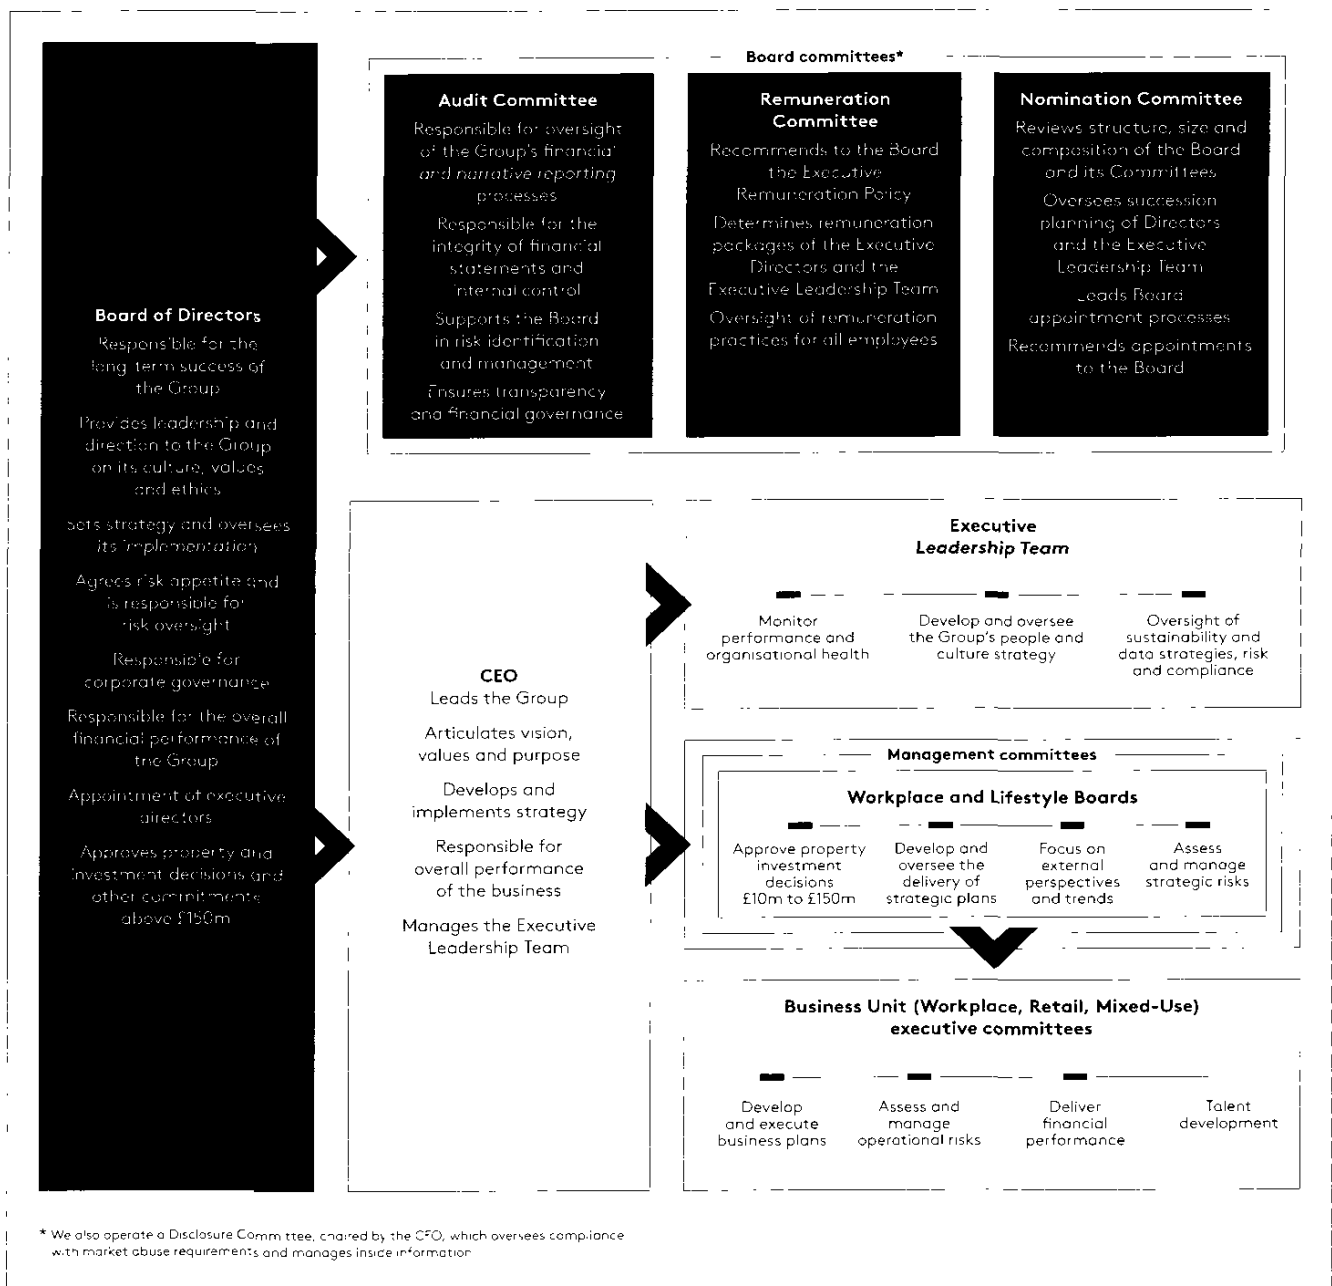 Board of Directors
Responsible for the
long term success of
the Group
Provides leadership and
direction to the Group
on its culture, values
and ethics
Sets strategy and oversees
its implementation
Agrees risk appetite and
is responsible for
risk oversight
Responsible for
corporate governance
Responsible for the overall
financial performance of
the Group
Appointment of executive
directors
Approves property and
investment decisions and
other commitments
above £150m
Board committees*
Audit Committee
Responsible for oversight
of the Group's financial
and narrative reporting
processes
Responsible for the
integrity of financial
statements and
internal control
Supports the Board
in risk identification
and management
Ensures transparency
and financial governance
Remuneration
Committee
Recommends to the Board
the Executive
Remuneration Policy
Determines remuneration
packages of the Executive
Directors and the
Executive Leadership Team
Oversight of remuneration
practices for all employees
Nomination Committee
Reviews structure, size and
composition of the Board
and its Committees
Oversees succession
planning of Directors
and the Executive
Leadership Team
Leads Board
appointment processes
Recommends appointments
to the Board
CEO
Leads the Group
Articulates vision,
values and purpose
Develops and
implements strategy
Responsible for
overall performance
of the business
Manages the Executive
Leadership Team
Executive
Leadership Team
Monitor
performance and
organisational health
Develop and oversee
the Group's people and
culture strategy
Oversight of
sustainability and
data strategies, risk
and compliance
Management committees
Workplace and Lifestyle Boards
Approve property
investment
decisions
£10m to £150m
Develop and
oversee the
delivery of
strategic plans
Focus on
external
perspectives
and trends
Assess
and manage
strategic risks
Business Unit (Workplace, Retail, Mixed-Use)
executive committees
Develop
and execute
business plans
Assess and
manage
operational risks
Deliver
financial
performance
Talent
development
* We also operate a Disclosure Committee, chaired by the CFO, which oversees compliance
with market abuse requirements and manages inside information